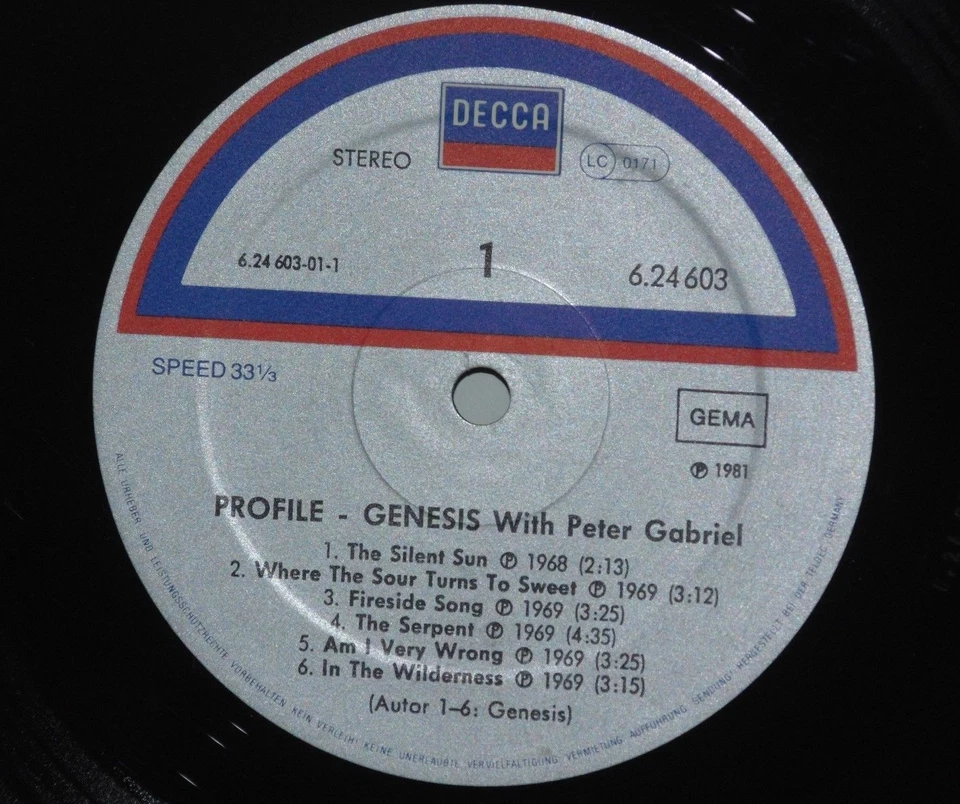 DECCA
STEREO
LC 0171
6.24 603-01-1
1
6.24603
SPEED 33⅓
GEMA
℗ 1981
PROFILE - GENESIS With Peter Gabriel
1. The Silent Sun ℗ 1968 (2:13)
2. Where The Sour Turns To Sweet ℗ 1969 (3:12)
3. Fireside Song ℗ 1969 (3:25)
4. The Serpent ℗ 1969 (4:35)
5. Am I Very Wrong ℗ 1969 (3:25)
6. In The Wilderness ℗ 1969 (3:15)
(Autor 1–6: Genesis)
ALLE URHEBER UND LEISTUNGSSCHUTZRECHTE VORBEHALTEN KEIN VERLEIH! KEINE UNERLAUBTE VERVIELFÄLTIGUNG, VERMIETUNG, AUFFÜHRUNG, SENDUNG! HERGESTELLT BEI DER TELDEC GERMANY